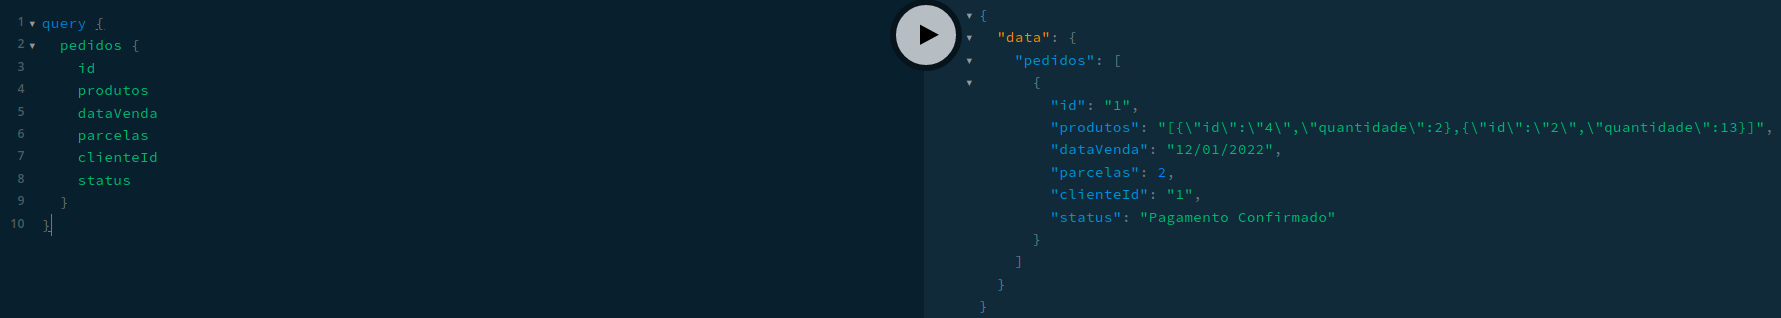 1 query {
2 pedidos {
3 id
4 produtos
5 dataVenda
6 parcelas
7 clienteId
8 status
9 }
10 }
{
"data": {
"pedidos": [
{
"id": "1",
"produtos": "[{\"id\":\"4\",\"quantidade\":2},{\"id\":\"2\",\"quantidade\":13}]",
"dataVenda": "12/01/2022",
"parcelas": 2,
"clienteId": "1",
"status": "Pagamento Confirmado"
}
]
}
}